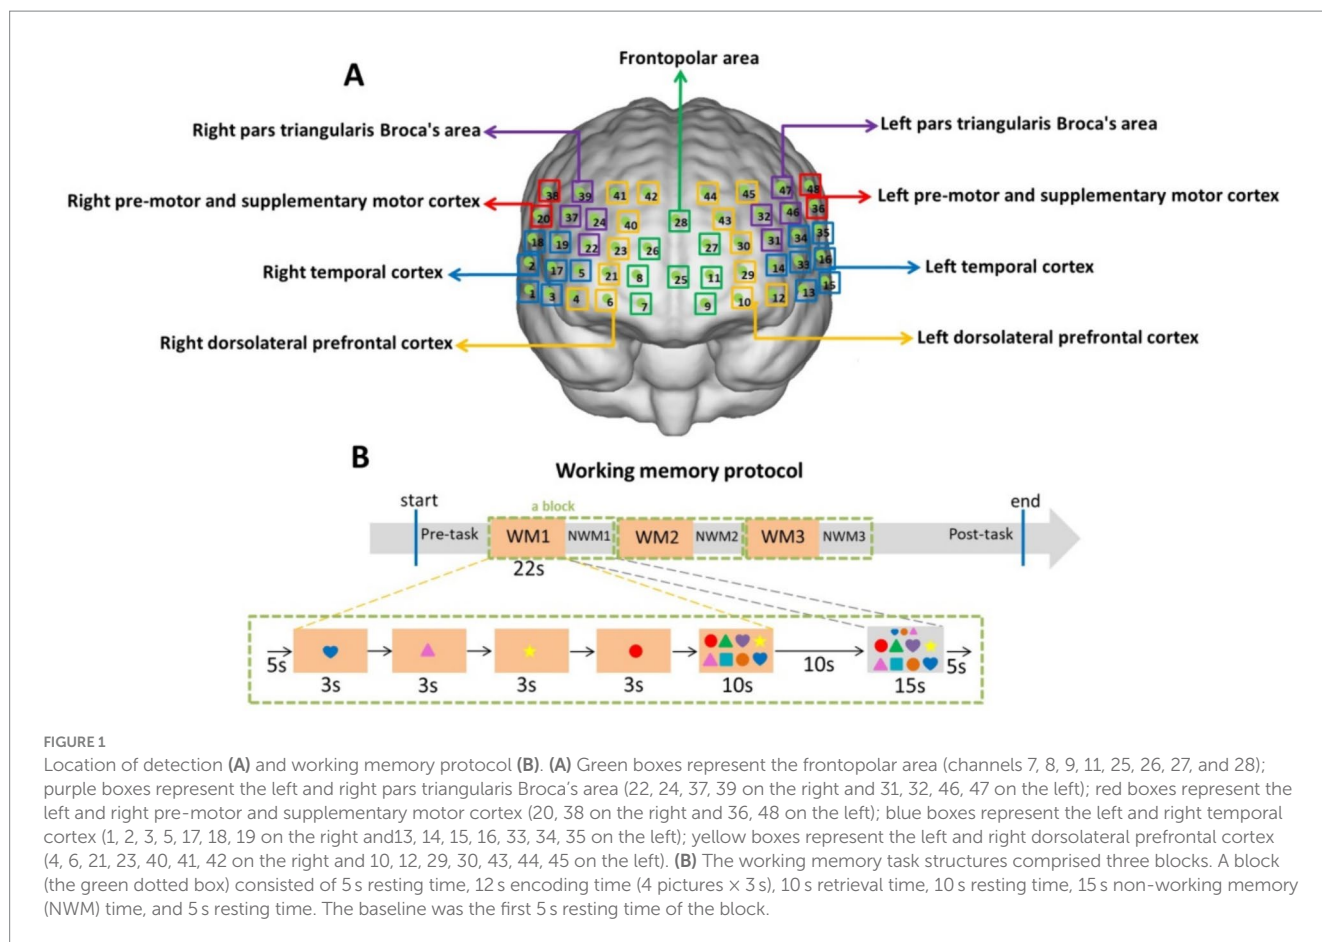 A
Frontopolar area
Right pars triangularis Broca's area
Left pars triangularis Broca's area
Right pre-motor and supplementary motor cortex
Left pre-motor and supplementary motor cortex
Right temporal cortex
Left temporal cortex
Right dorsolateral prefrontal cortex
Left dorsolateral prefrontal cortex
38 39 41 42 44 45 47 48
20 37 24 40 28 43 32 46 36
18 19 22 23 26 27 30 31 34 35
2 17 5 21 8 25 11 29 14 33 16
1 3 4 6 7 9 10 12 13 15
B
Working memory protocol
start
a block
end
Pre-task
WM1
NWM1
WM2
NWM2
WM3
NWM3
Post-task
22s
5s
3s
3s
3s
3s
10s
10s
15s
5s
FIGURE 1
Location of detection (A) and working memory protocol (B). (A) Green boxes represent the frontopolar area (channels 7, 8, 9, 11, 25, 26, 27, and 28);
purple boxes represent the left and right pars triangularis Broca's area (22, 24, 37, 39 on the right and 31, 32, 46, 47 on the left); red boxes represent the
left and right pre-motor and supplementary motor cortex (20, 38 on the right and 36, 48 on the left); blue boxes represent the left and right temporal
cortex (1, 2, 3, 5, 17, 18, 19 on the right and13, 14, 15, 16, 33, 34, 35 on the left); yellow boxes represent the left and right dorsolateral prefrontal cortex
(4, 6, 21, 23, 40, 41, 42 on the right and 10, 12, 29, 30, 43, 44, 45 on the left). (B) The working memory task structures comprised three blocks. A block
(the green dotted box) consisted of 5 s resting time, 12 s encoding time (4 pictures × 3 s), 10 s retrieval time, 10 s resting time, 15 s non-working memory
(NWM) time, and 5 s resting time. The baseline was the first 5 s resting time of the block.